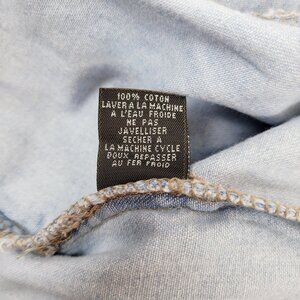 100% COTON
LAVER A LA MACHINE
A L'EAU FROIDE
NE PAS
JAVELLISER
SECHER A
LA MACHINE CYCLE
DOUX REPASSER
AU FER FROID